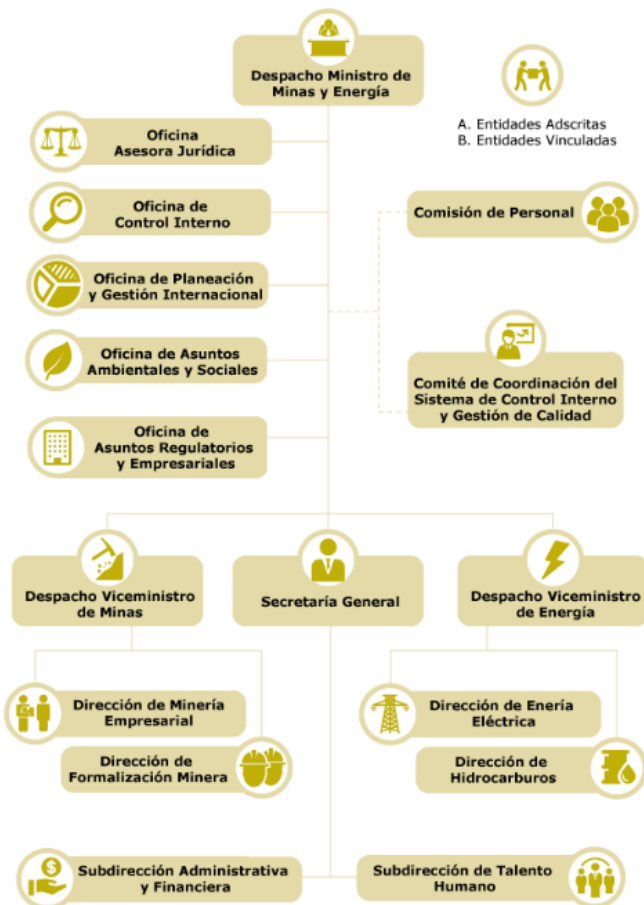 Despacho Ministro de
Minas y Energía
A. Entidades Adscritas
B. Entidades Vinculadas
Oficina
Asesora Jurídica
Oficina de
Control Interno
Comisión de Personal
Oficina de Planeación
y Gestión Internacional
Oficina de Asuntos
Ambientales y Sociales
Comité de Coordinación del
Sistema de Control Interno
y Gestión de Calidad
Oficina de
Asuntos Regulatorios
y Empresariales
Despacho Viceministro
de Minas
Secretaría General
Despacho Viceministro
de Energía
Dirección de Minería
Empresarial
Dirección de
Formalización Minera
Dirección de Enería
Eléctrica
Dirección de
Hidrocarburos
Subdirección Administrativa
y Financiera
Subdirección de Talento
Humano